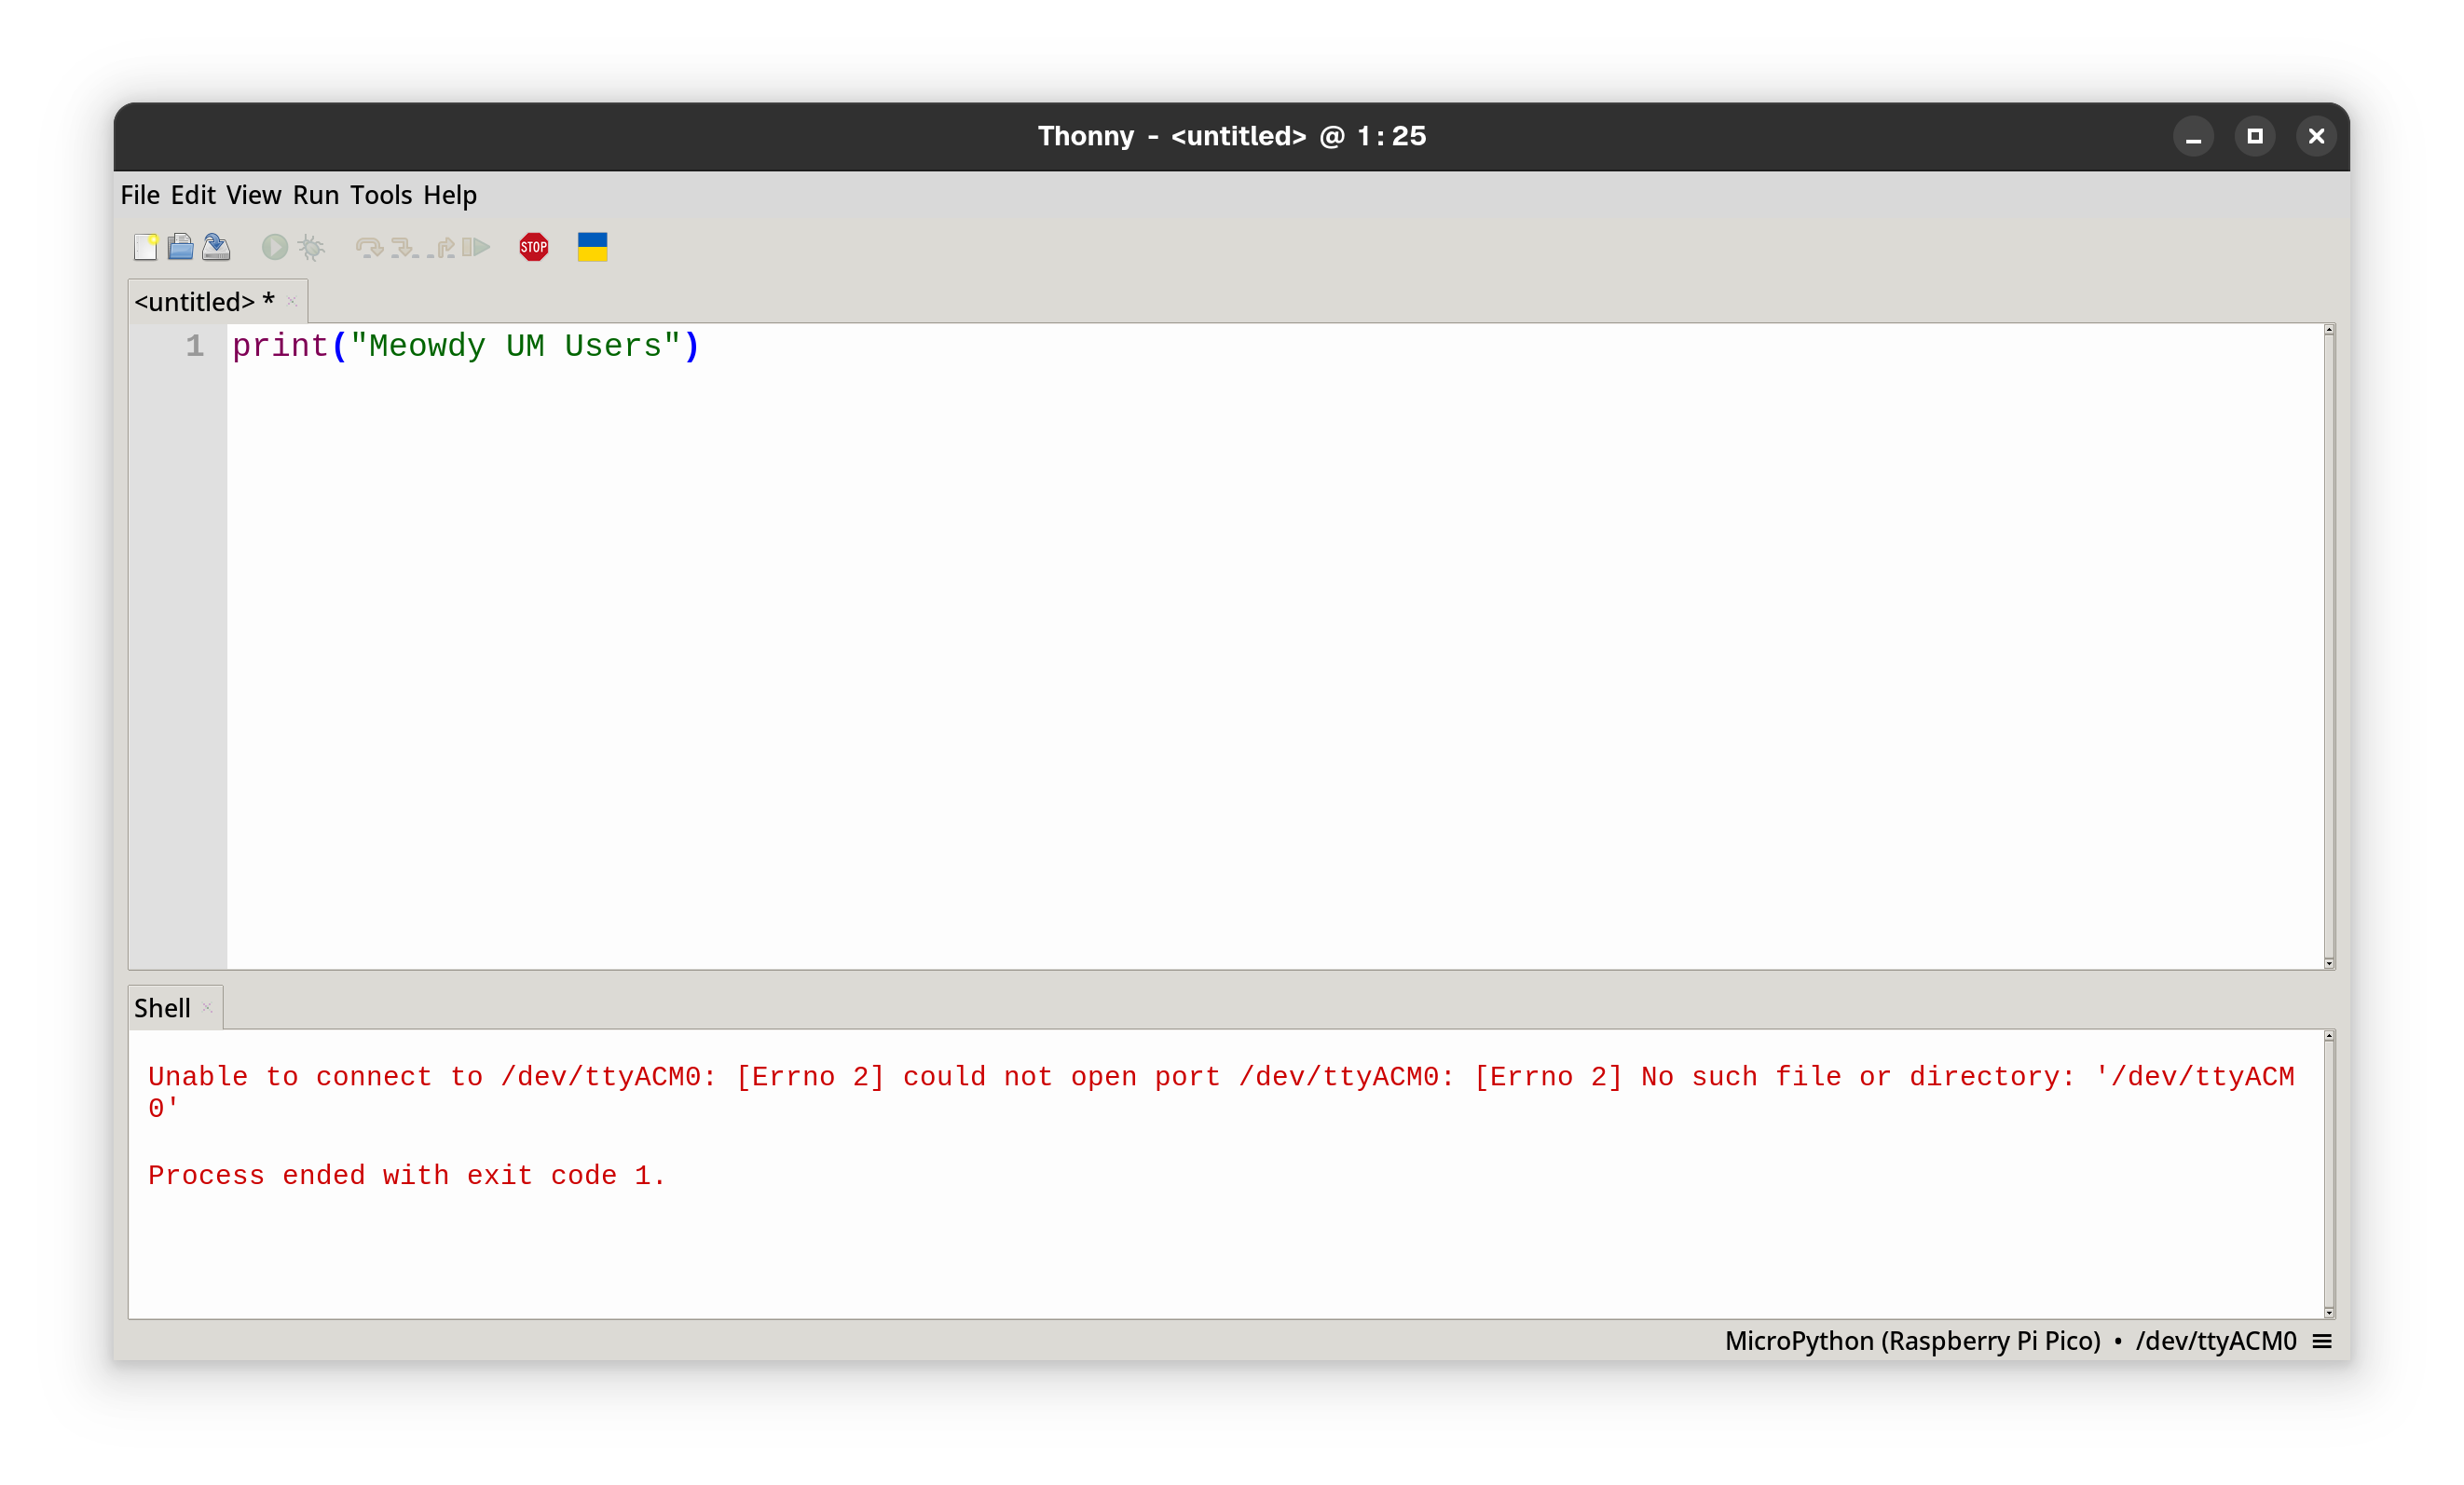 Thonny - <untitled> @ 1:25
File Edit View Run Tools Help
STOP
<untitled> *
1 print("Meowdy UM Users")
Shell
Unable to connect to /dev/ttyACM0: [Errno 2] could not open port /dev/ttyACM0: [Errno 2] No such file or directory: '/dev/ttyACM
0'
Process ended with exit code 1.
MicroPython (Raspberry Pi Pico) • /dev/ttyACM0 ≡